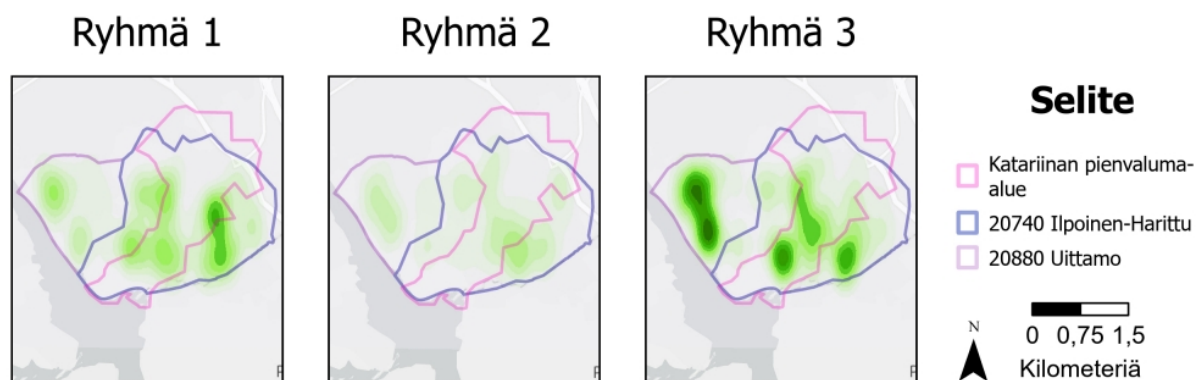 Ryhmä 1
Ryhmä 2
Ryhmä 3
Selite
Katariinan pienvaluma-
alue
20740 Ilpoinen-Harittu
20880 Uittamo
N
0 0,75 1,5
Kilometeriä